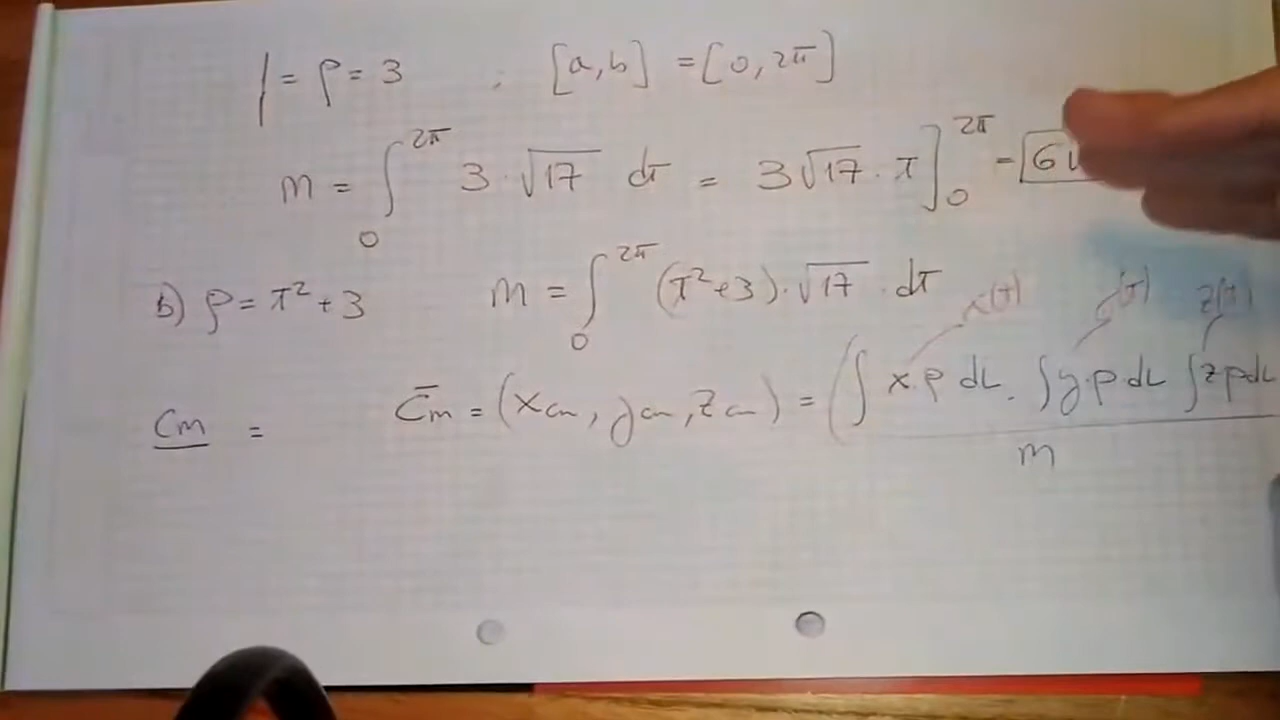 ρ = ρ = 3 , [a,b] = [0,2π]
m = ∫₀^{2π} 3·√17 dt = 3√17·t]₀^{2π} = 6
b) ρ = t²+3 m = ∫₀^{2π} (t²+3)·√17·dt
x(t) y(t) z(t)
Cm = C̄m = (xcm, ycm, zcm) = (∫x·ρ dL, ∫y·ρ·dL ∫z·ρ·dL
m